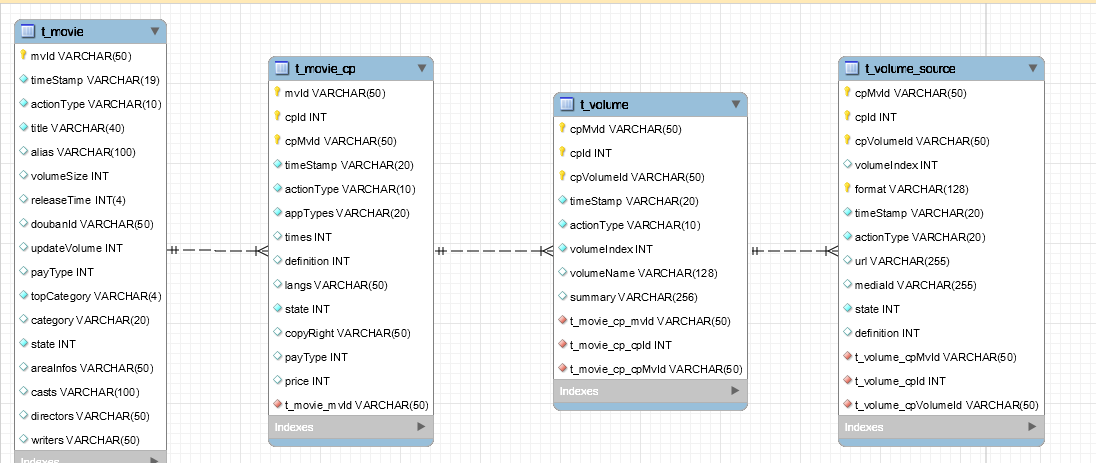 t_movie
mvId VARCHAR(50)
timeStamp VARCHAR(19)
actionType VARCHAR(10)
title VARCHAR(40)
alias VARCHAR(100)
volumeSize INT
releaseTime INT(4)
doubanId VARCHAR(50)
updateVolume INT
payType INT
topCategory VARCHAR(4)
category VARCHAR(20)
state INT
areaInfos VARCHAR(50)
casts VARCHAR(100)
directors VARCHAR(50)
writers VARCHAR(50)
Indexes
t_movie_cp
mvId VARCHAR(50)
cpId INT
cpMvId VARCHAR(50)
timeStamp VARCHAR(20)
actionType VARCHAR(10)
appTypes VARCHAR(20)
times INT
definition INT
langs VARCHAR(50)
state INT
copyRight VARCHAR(50)
payType INT
price INT
t_movie_mvId VARCHAR(50)
Indexes
t_volume
cpMvId VARCHAR(50)
cpId INT
cpVolumeId VARCHAR(50)
timeStamp VARCHAR(20)
actionType VARCHAR(10)
volumeIndex INT
volumeName VARCHAR(128)
summary VARCHAR(256)
t_movie_cp_mvId VARCHAR(50)
t_movie_cp_cpId INT
t_movie_cp_cpMvId VARCHAR(50)
Indexes
t_volume_source
cpMvId VARCHAR(50)
cpId INT
cpVolumeId VARCHAR(50)
volumeIndex INT
format VARCHAR(128)
timeStamp VARCHAR(20)
actionType VARCHAR(20)
url VARCHAR(255)
mediaId VARCHAR(255)
state INT
definition INT
t_volume_cpMvId VARCHAR(50)
t_volume_cpId INT
t_volume_cpVolumeId VARCHAR(50)
Indexes